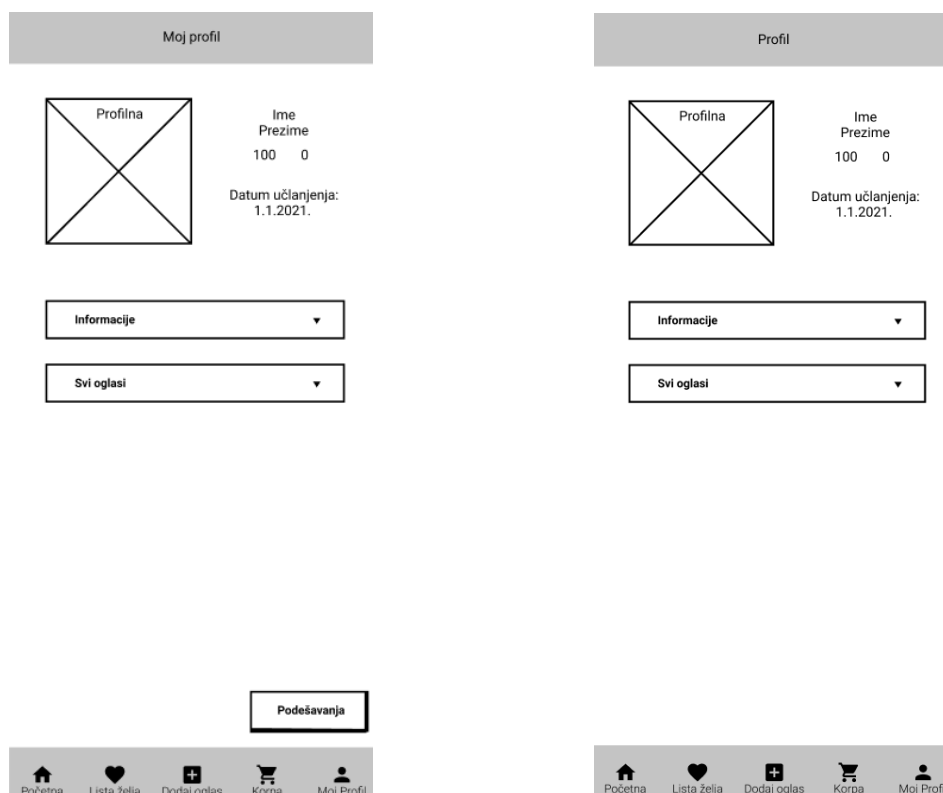 Moj profil
Profilna
Ime
Prezime
100 0
Datum učlanjenja:
1.1.2021.
Informacije
Svi oglasi
Podešavanja
Početna Lista želja Dodaj oglas Korpa Moj Profil
Profil
Profilna
Ime
Prezime
100 0
Datum učlanjenja:
1.1.2021.
Informacije
Svi oglasi
Početna Lista želja Dodaj oglas Korpa Moj Profil